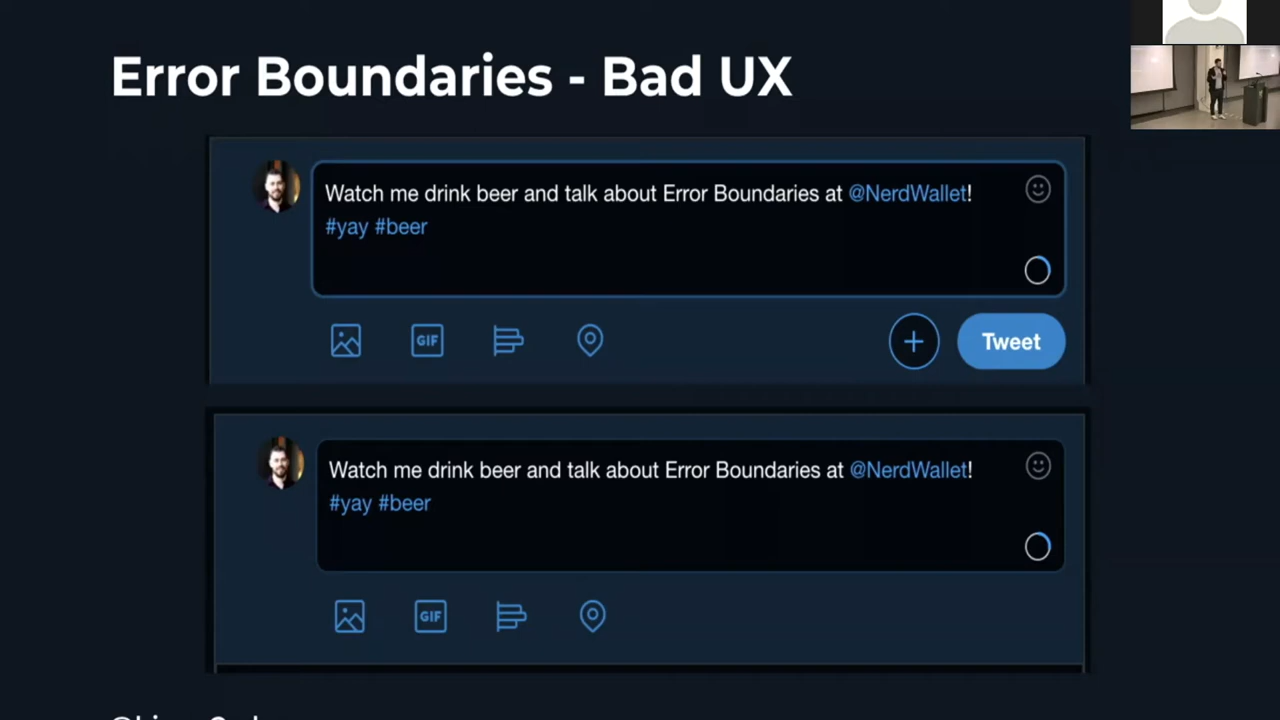 Error Boundaries - Bad UX
Watch me drink beer and talk about Error Boundaries at @NerdWallet!
#yay #beer
GIF
Tweet
Watch me drink beer and talk about Error Boundaries at @NerdWallet!
#yay #beer
GIF